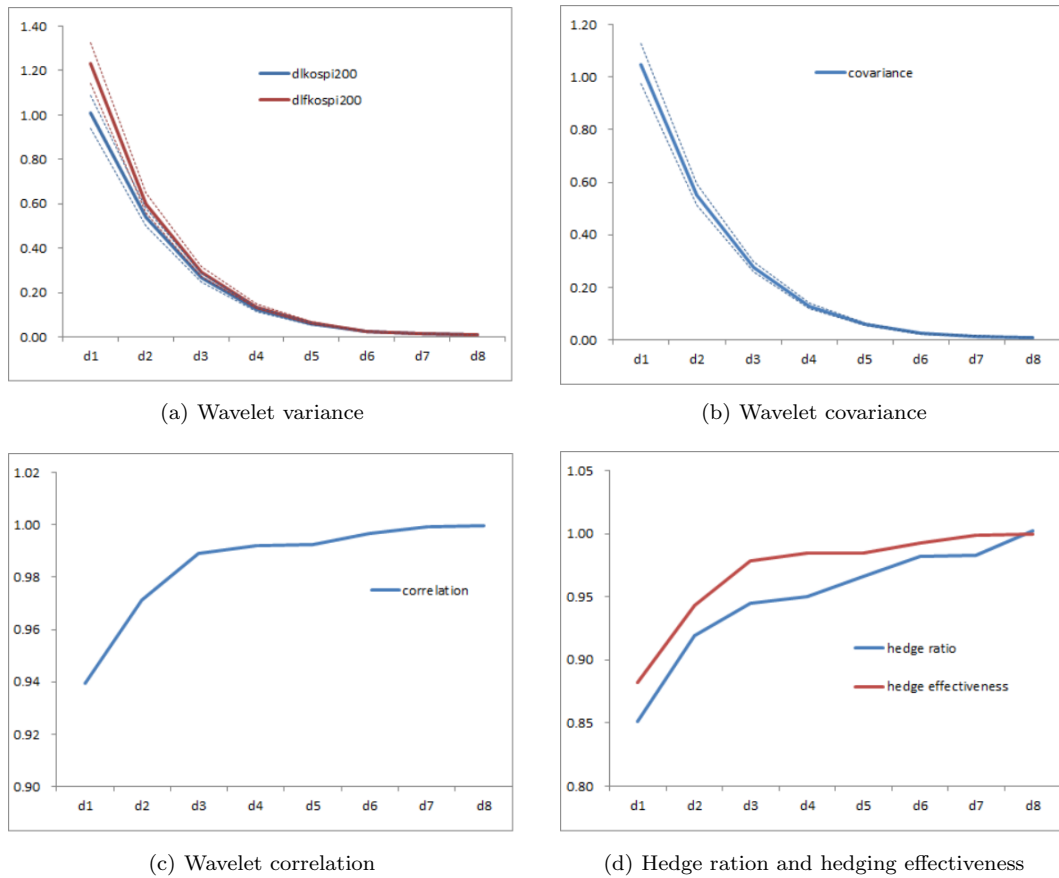 1.40
1.20
1.00
0.80
0.60
0.40
0.20
0.00
dlkospi200
dlfkospi200
d1 d2 d3 d4 d5 d6 d7 d8
(a) Wavelet variance
1.20
1.00
0.80
0.60
0.40
0.20
0.00
covariance
d1 d2 d3 d4 d5 d6 d7 d8
(b) Wavelet covariance
1.02
1.00
0.98
0.96
0.94
0.92
0.90
correlation
d1 d2 d3 d4 d5 d6 d7 d8
(c) Wavelet correlation
1.05
1.00
0.95
0.90
0.85
0.80
hedge ratio
hedge effectiveness
d1 d2 d3 d4 d5 d6 d7 d8
(d) Hedge ration and hedging effectiveness